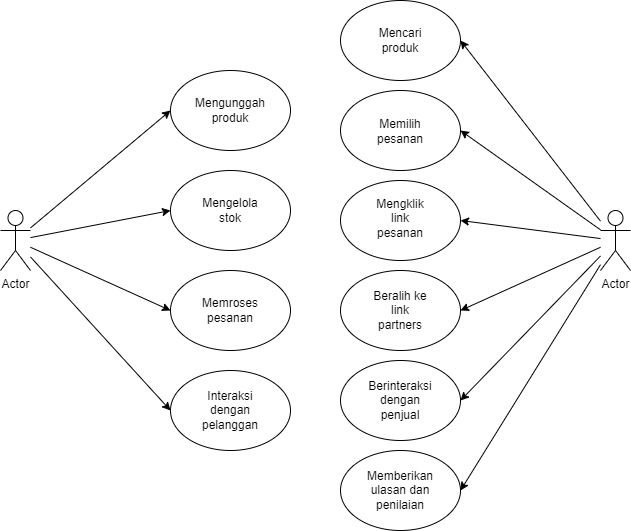 Mencari
produk
Mengunggah
produk
Memilih
pesanan
Mengelola
stok
Mengklik
link
pesanan
Actor
Actor
Memroses
pesanan
Beralih ke
link
partners
Interaksi
dengan
pelanggan
Berinteraksi
dengan
penjual
Memberikan
ulasan dan
penilaian